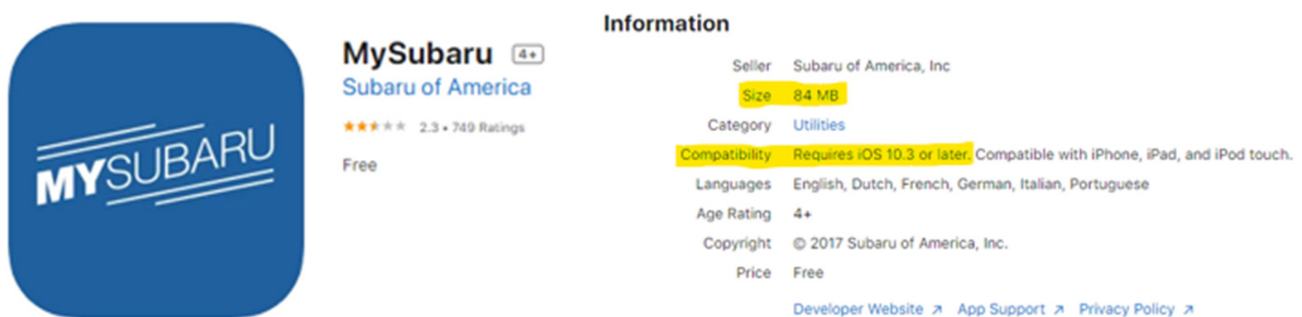 MYSUBARU
MySubaru 4+
Subaru of America
2.3 • 749 Ratings
Free
Information
Seller Subaru of America, Inc
Size 84 MB
Category Utilities
Compatibility Requires iOS 10.3 or later. Compatible with iPhone, iPad, and iPod touch.
Languages English, Dutch, French, German, Italian, Portuguese
Age Rating 4+
Copyright © 2017 Subaru of America, Inc.
Price Free
Developer Website ↗ App Support ↗ Privacy Policy ↗